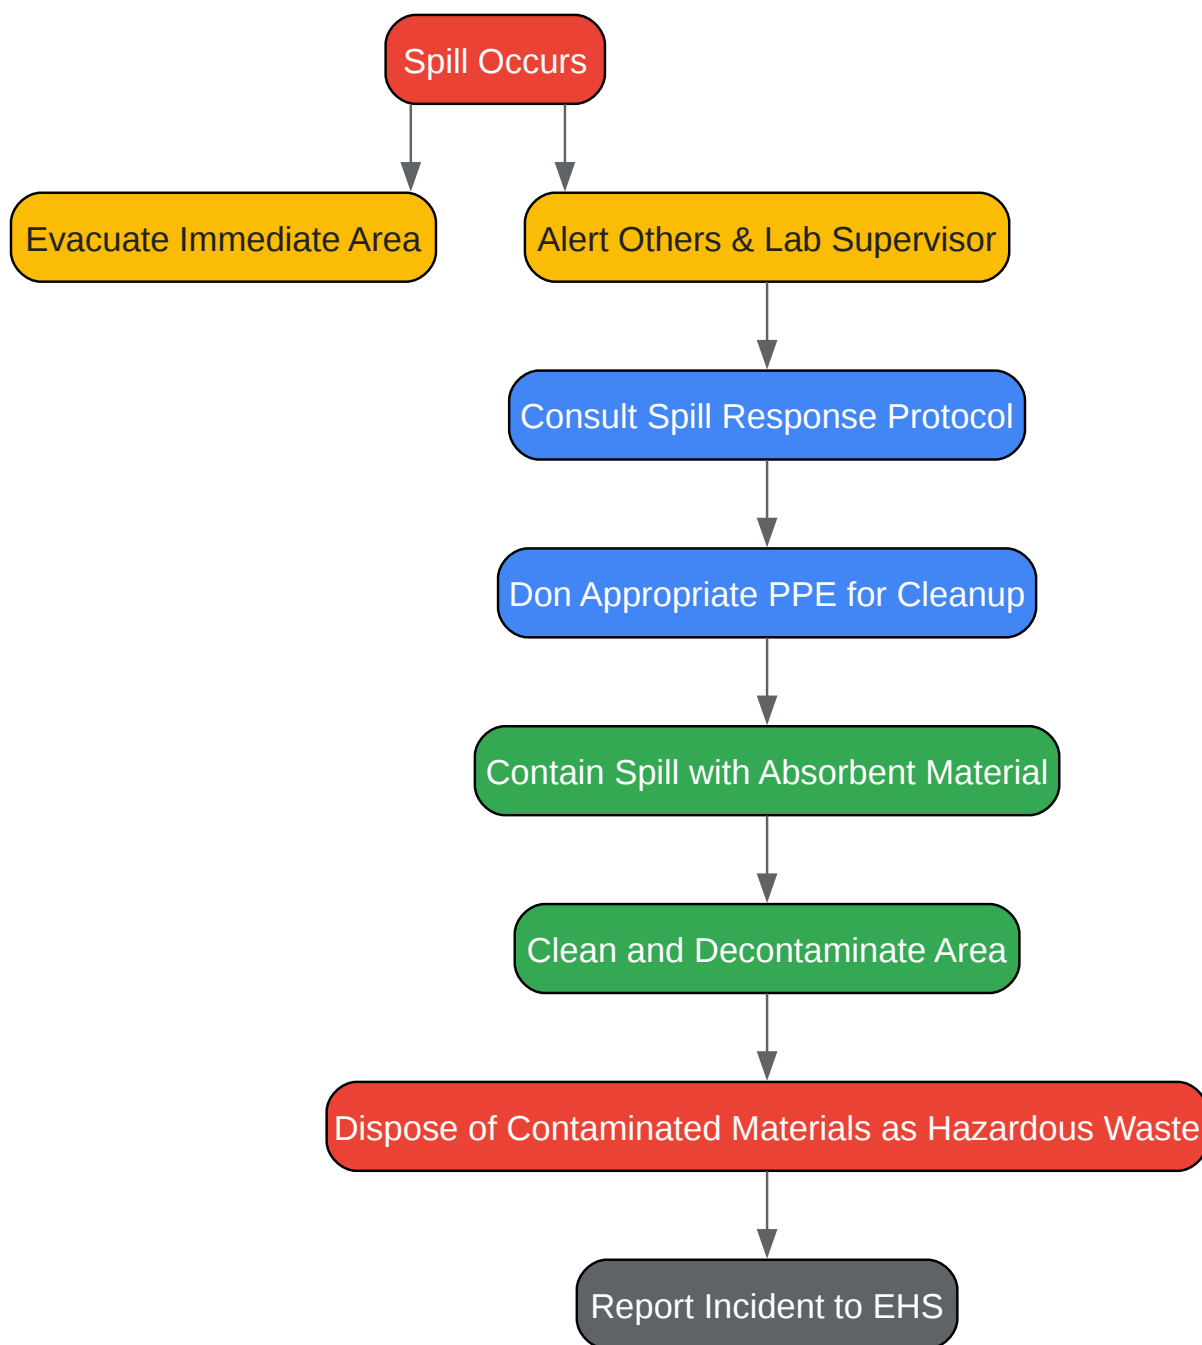 Spill Occurs
Evacuate Immediate Area
Alert Others & Lab Supervisor
Consult Spill Response Protocol
Don Appropriate PPE for Cleanup
Contain Spill with Absorbent Material
Clean and Decontaminate Area
Dispose of Contaminated Materials as Hazardous Waste
Report Incident to EHS